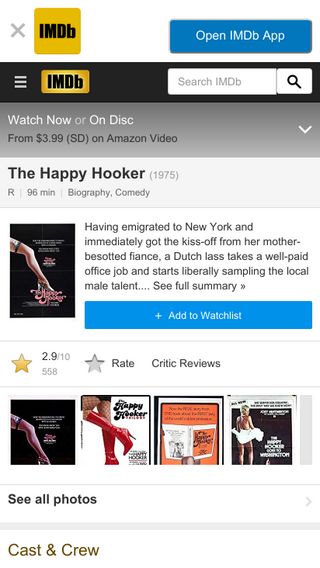 IMDb
Open IMDb App
IMDb
Search IMDb
Watch Now or On Disc
From $3.99 (SD) on Amazon Video
The Happy Hooker (1975)
R | 96 min | Biography, Comedy
Having emigrated to New York and
immediately got the kiss-off from her mother-
besotted fiance, a Dutch lass takes a well-paid
office job and starts liberally sampling the local
male talent.... See full summary »
+ Add to Watchlist
2.9/10
558
Rate
Critic Reviews
The Happy Hooker
THE HAPPY HOOKER GOES TO WASHINGTON
See all photos
Cast & Crew